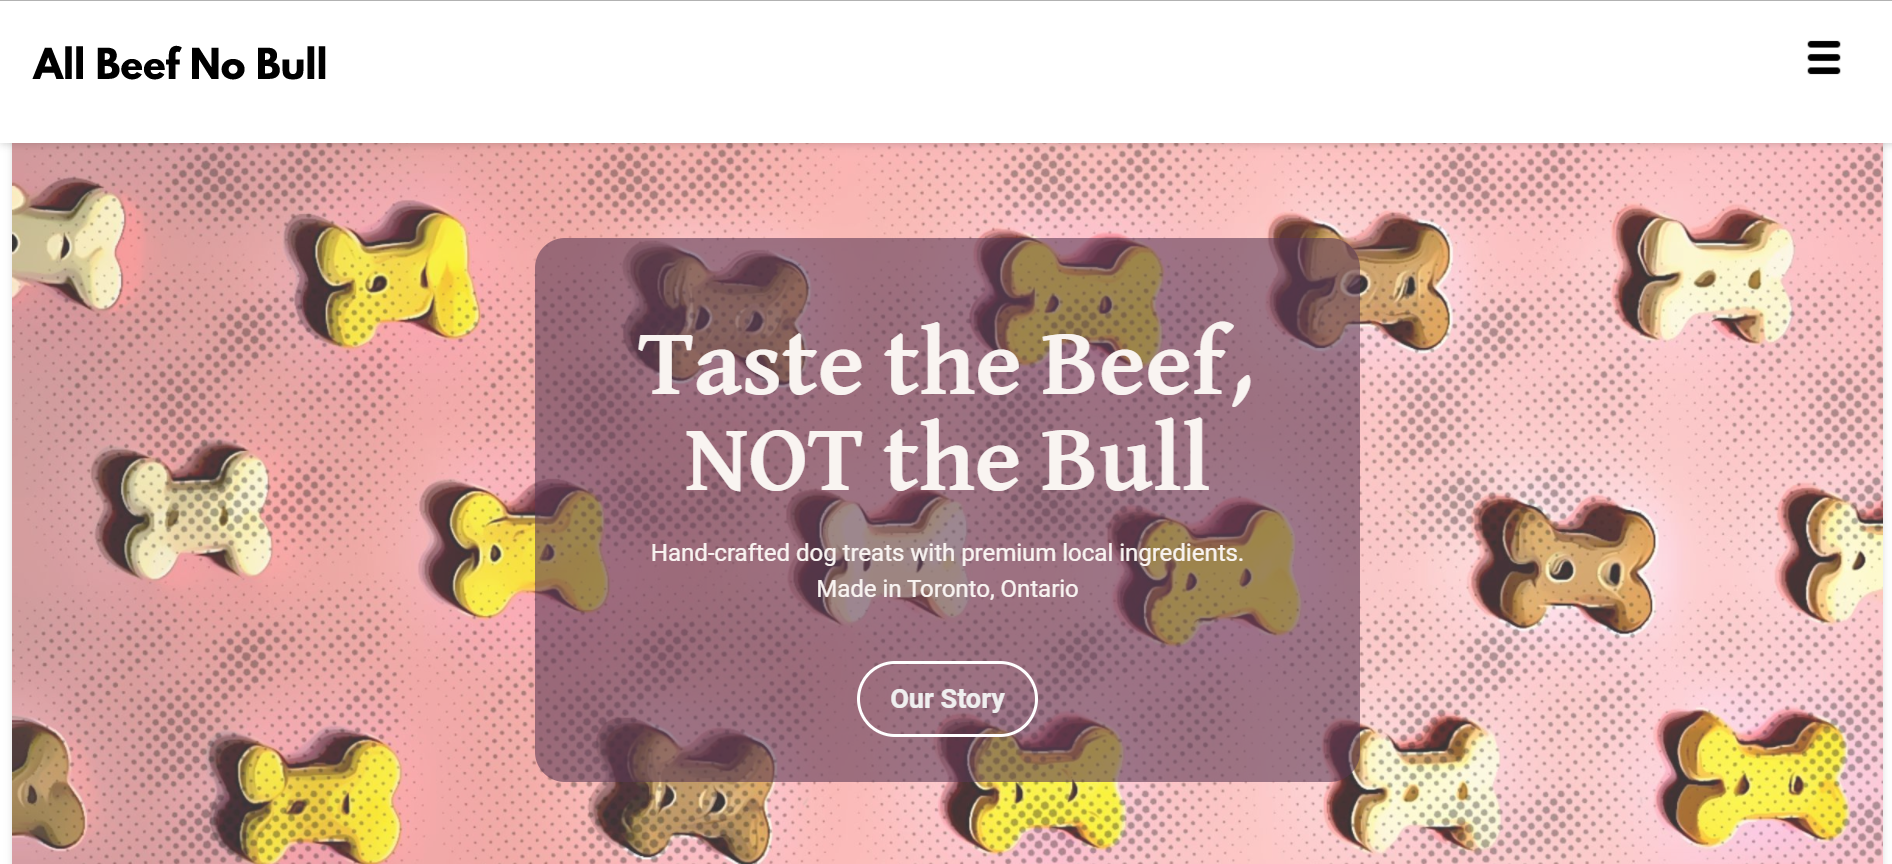 All Beef No Bull
Taste the Beef,
NOT the Bull
Hand-crafted dog treats with premium local ingredients.
Made in Toronto, Ontario
Our Story